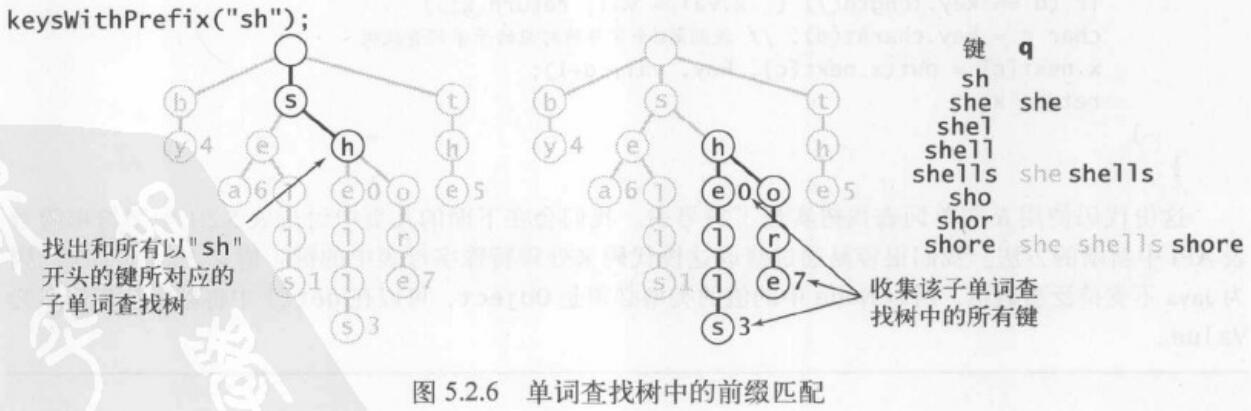 keysWithPrefix("sh");
键 q
b s t
y 4 e h h
a 6 l e 0 o e 5
l l r
s 1 l e 7
s 3
找出和所有以"sh"
开头的键所对应的
子单词查找树
b s t
y 4 e h h
a 6 l e 0 o e 5
l l r
s 1 l e 7
s 3
收集该子单词查
找树中的所有键
sh
she she
shel
shell
shells she shells
sho
shor
shore she shells shore
图 5.2.6 单词查找树中的前缀匹配